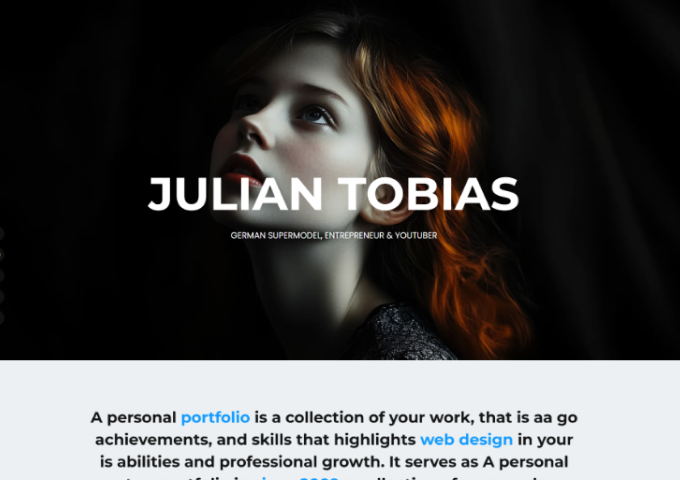 JULIAN TOBIAS
GERMAN SUPERMODEL, ENTREPRENEUR & YOUTUBER
A personal portfolio is a collection of your work, that is aa go
achievements, and skills that highlights web design in your
is abilities and professional growth. It serves as A personal